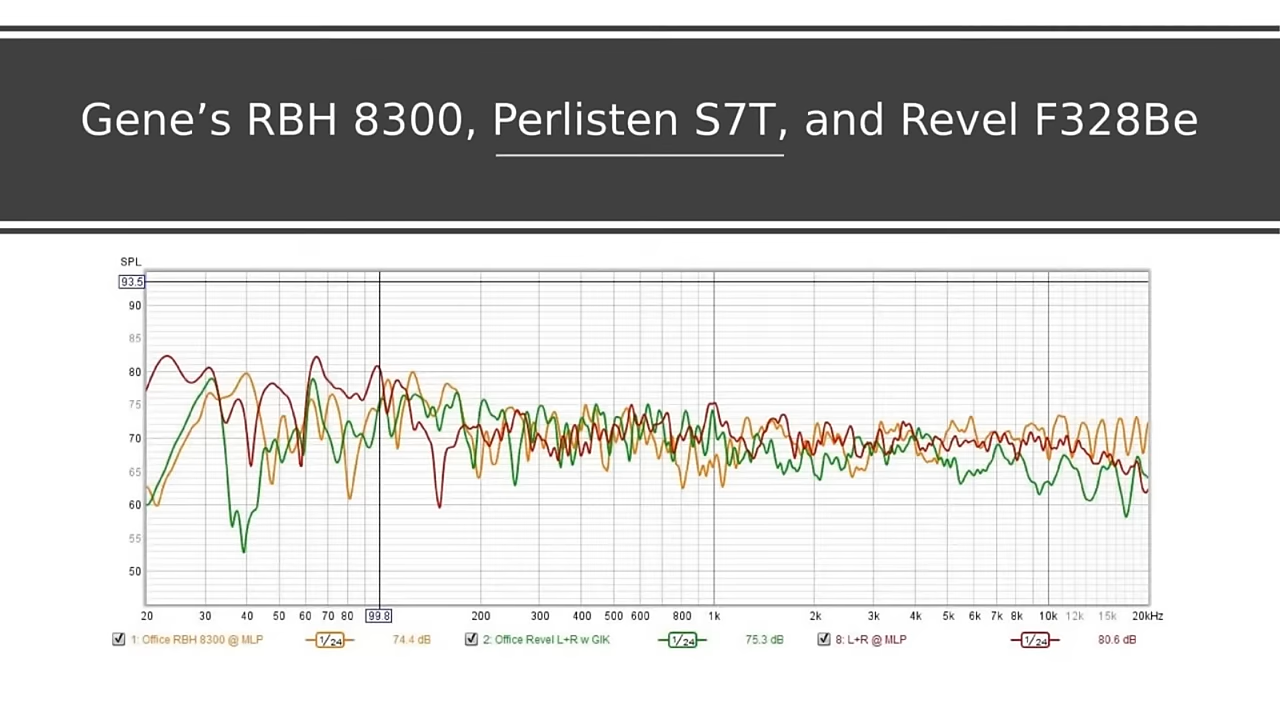 Gene’s RBH 8300, Perlisten S7T, and Revel F328Be
SPL
93.5
90
85
80
75
70
65
60
55
50
20 30 40 50 60 70 80 99.8 200 300 400 500 600 800 1k 2k 3k 4k 5k 6k 7k 8k 10k 12k 15k 20kHz
1: Office RBH 8300 @ MLP 1/24 74.4 dB 2: Office Revel L+R w GIK 1/24 75.3 dB 8: L+R @ MLP 1/24 80.6 dB